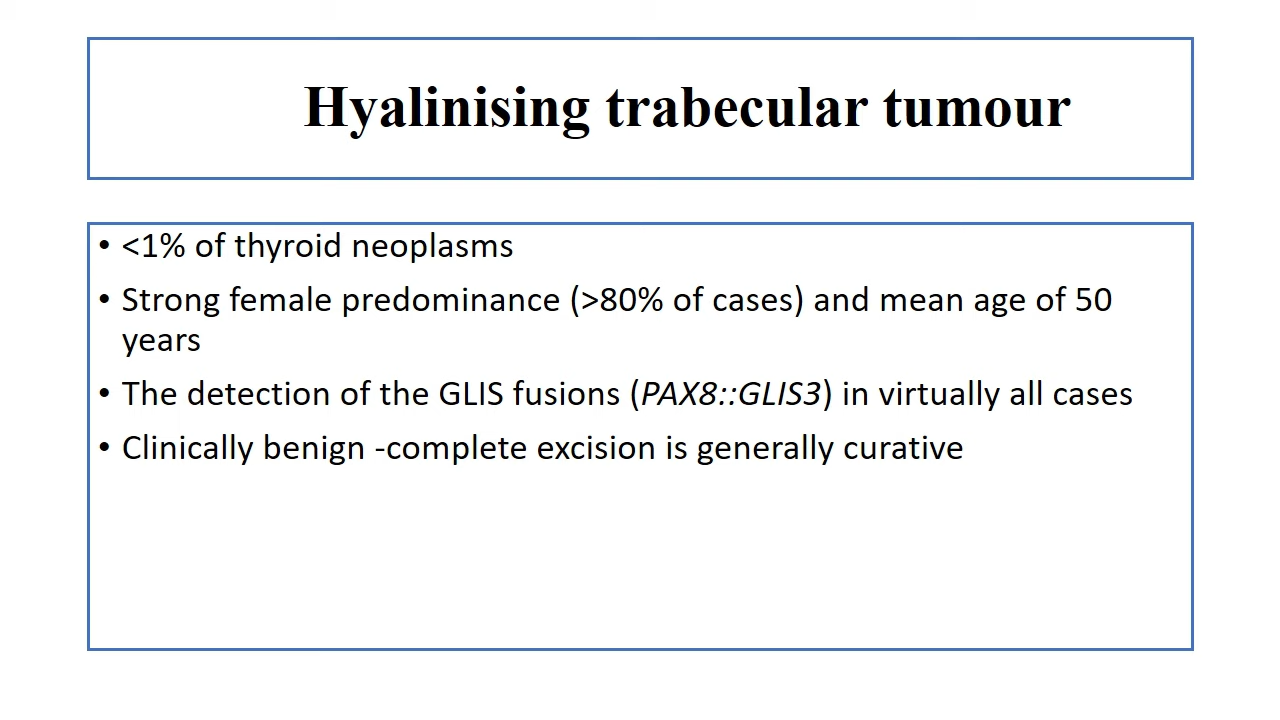 Hyalinising trabecular tumour
• <1% of thyroid neoplasms
• Strong female predominance (>80% of cases) and mean age of 50
years
• The detection of the GLIS fusions (PAX8::GLIS3) in virtually all cases
• Clinically benign -complete excision is generally curative